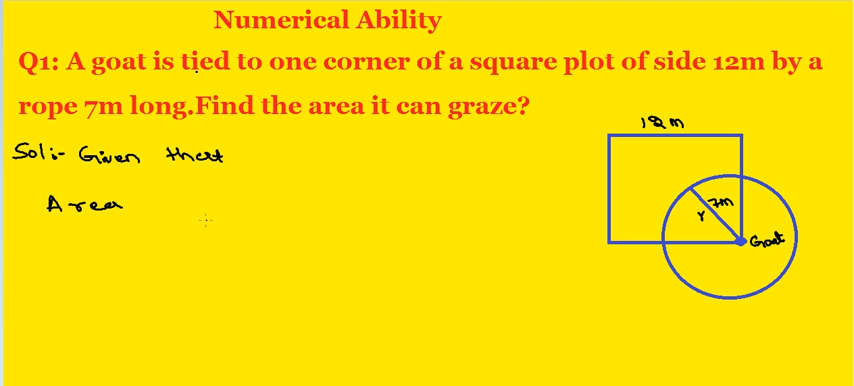 Numerical Ability
Q1: A goat is tied to one corner of a square plot of side 12m by a
rope 7m long.Find the area it can graze?
12m
Sol:- Given that
7m
r
Area
Goat